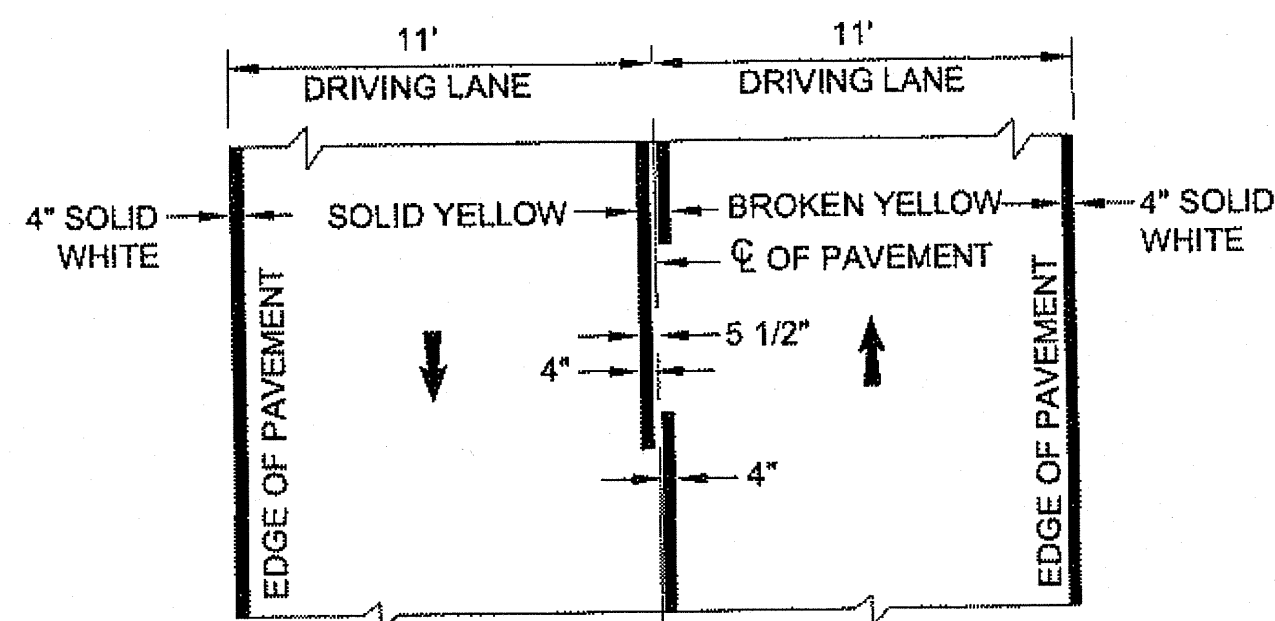 11'
DRIVING LANE
11'
DRIVING LANE
4" SOLID
WHITE
SOLID YELLOW
BROKEN YELLOW
4" SOLID
WHITE
℄ OF PAVEMENT
EDGE OF PAVEMENT
5 1/2"
4"
4"
EDGE OF PAVEMENT